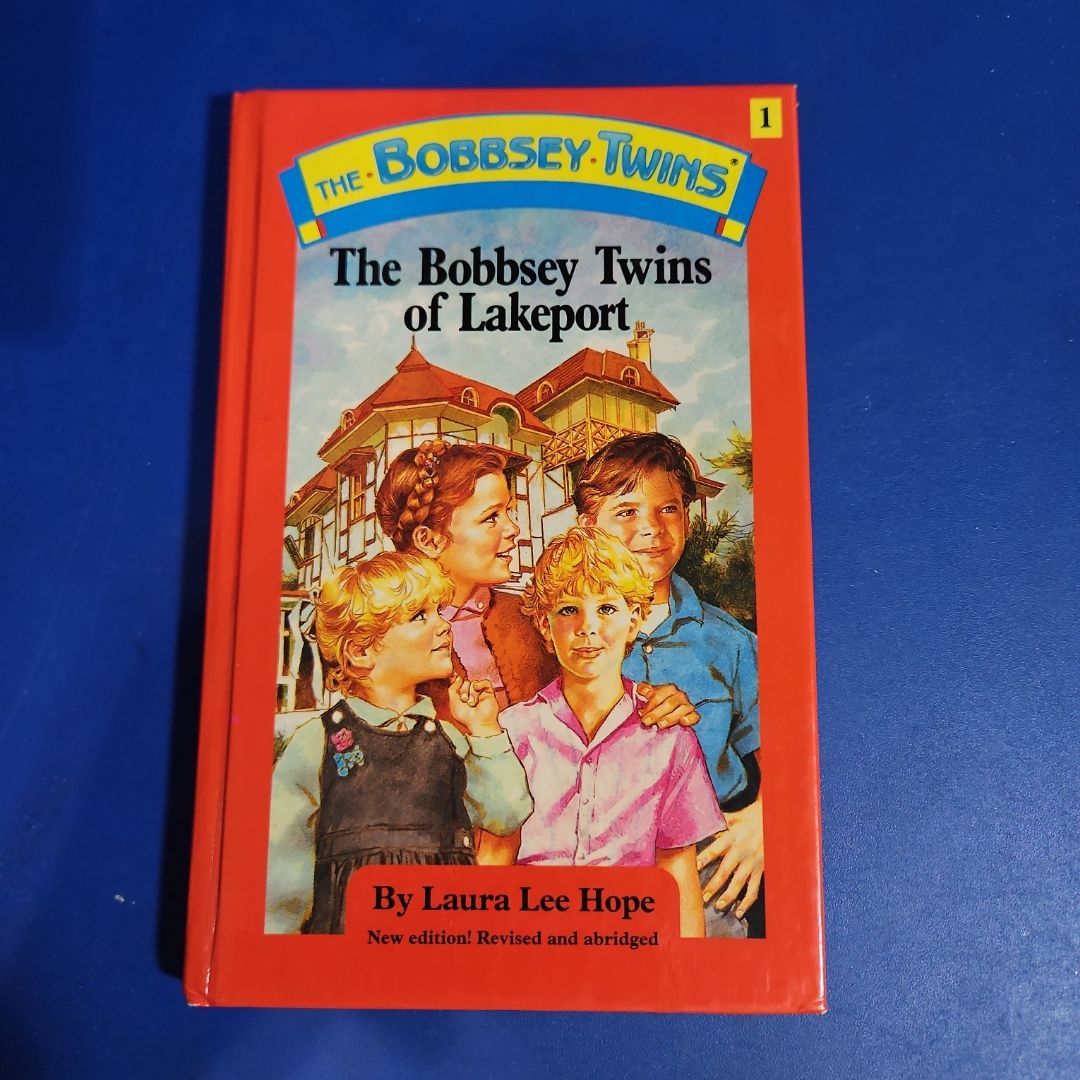 1
THE • BOBBSEY • TWINS®
The Bobbsey Twins
of Lakeport
By Laura Lee Hope
New edition! Revised and abridged